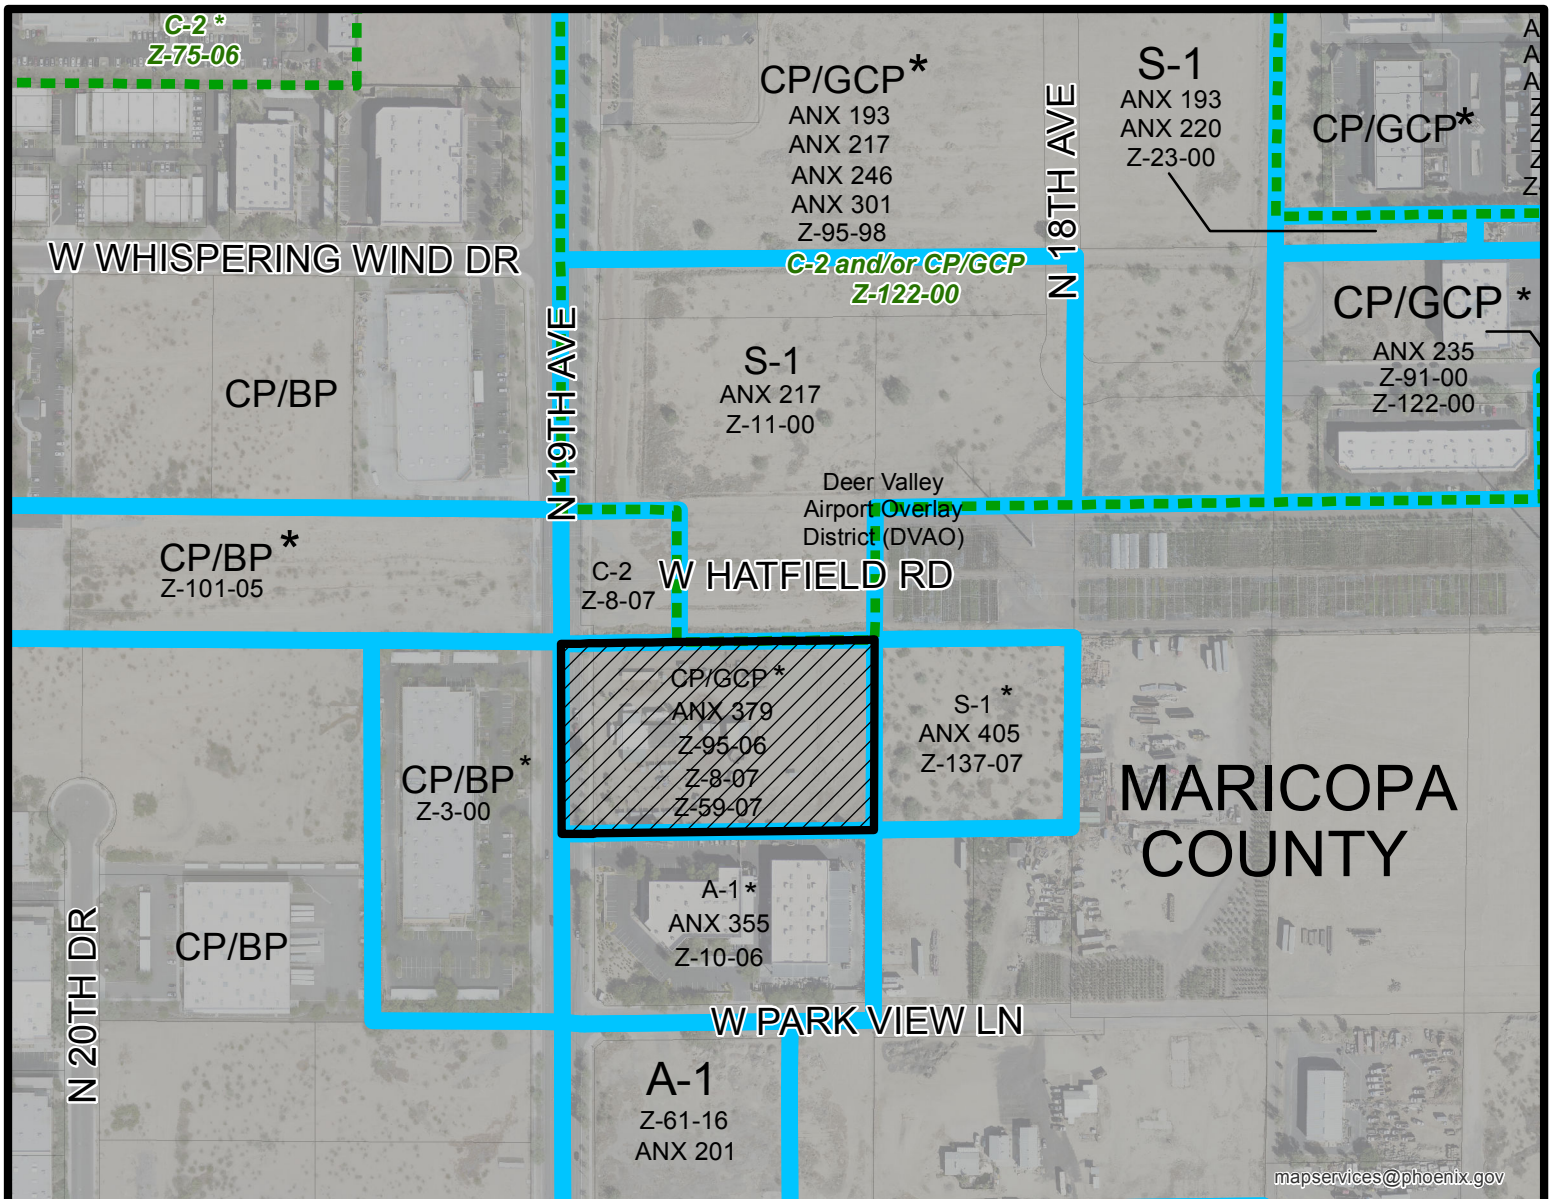 C-2 *
Z-75-06
CP/GCP*
ANX 193
ANX 217
ANX 246
ANX 301
Z-95-98
N 18TH AVE
S-1
ANX 193
ANX 220
Z-23-00
CP/GCP*
A
A
A
Z
Z
Z
Z
W WHISPERING WIND DR
C-2 and/or CP/GCP
Z-122-00
CP/GCP *
ANX 235
Z-91-00
Z-122-00
CP/BP
N 19TH AVE
S-1
ANX 217
Z-11-00
Deer Valley
Airport Overlay
District (DVAO)
CP/BP *
Z-101-05
C-2
Z-8-07
W HATFIELD RD
CP/GCP *
ANX 379
Z-95-06
Z-8-07
Z-59-07
S-1 *
ANX 405
Z-137-07
CP/BP *
Z-3-00
MARICOPA
COUNTY
A-1 *
ANX 355
Z-10-06
N 20TH DR
CP/BP
W PARK VIEW LN
A-1
Z-61-16
ANX 201
mapservices@phoenix.gov